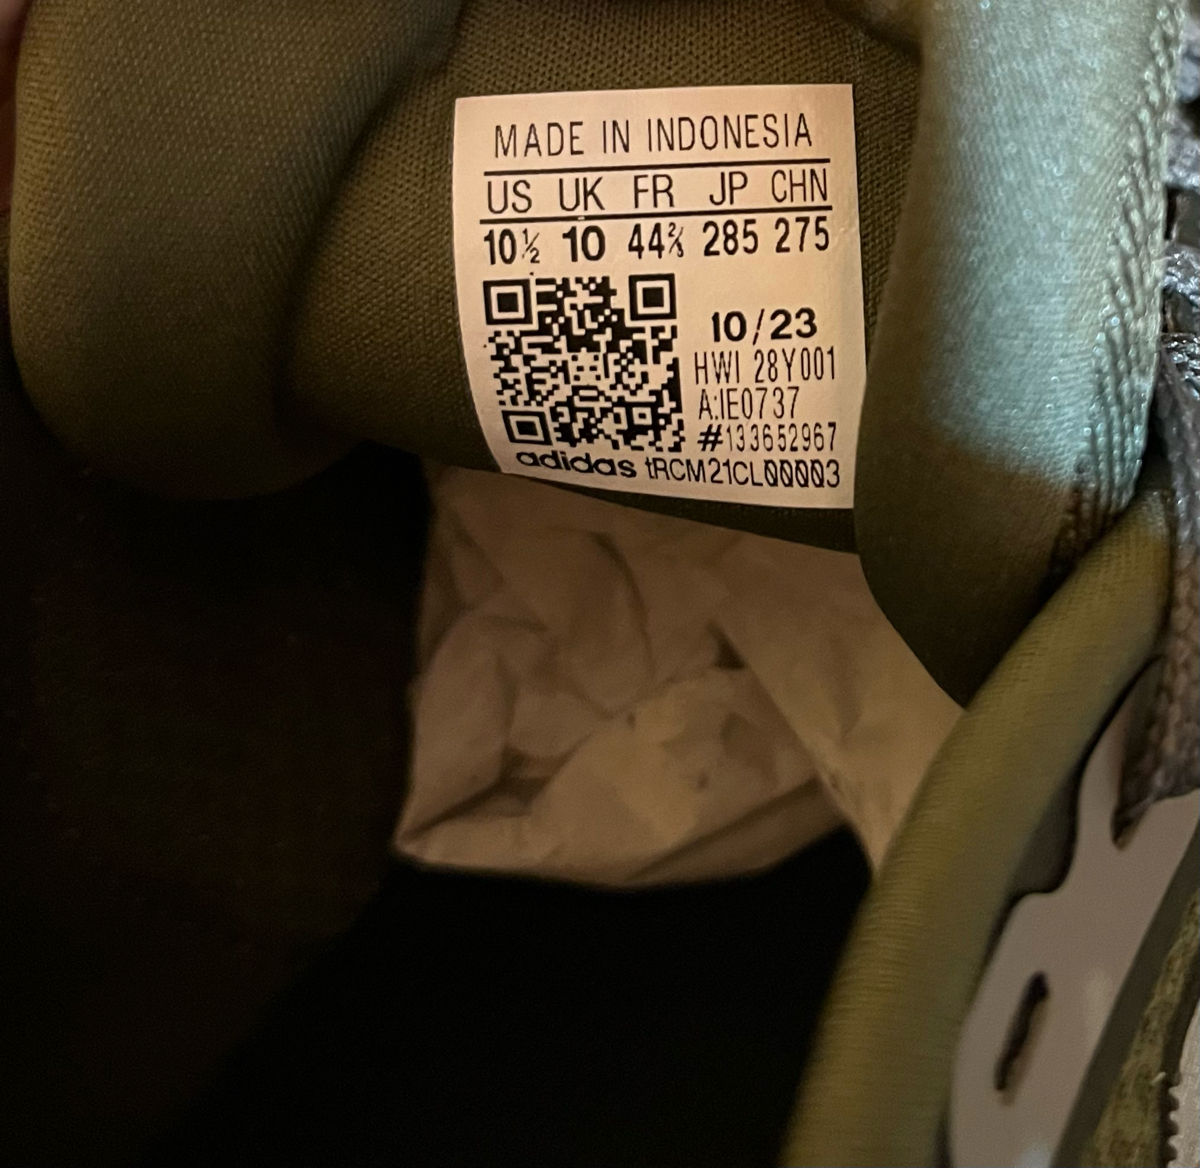 MADE IN INDONESIA
US UK FR JP CHN
10½ 10 44⅔ 285 275
10/23
HWI 28Y001
A:IE0737
#133652967
adidas tRCM21CL00003